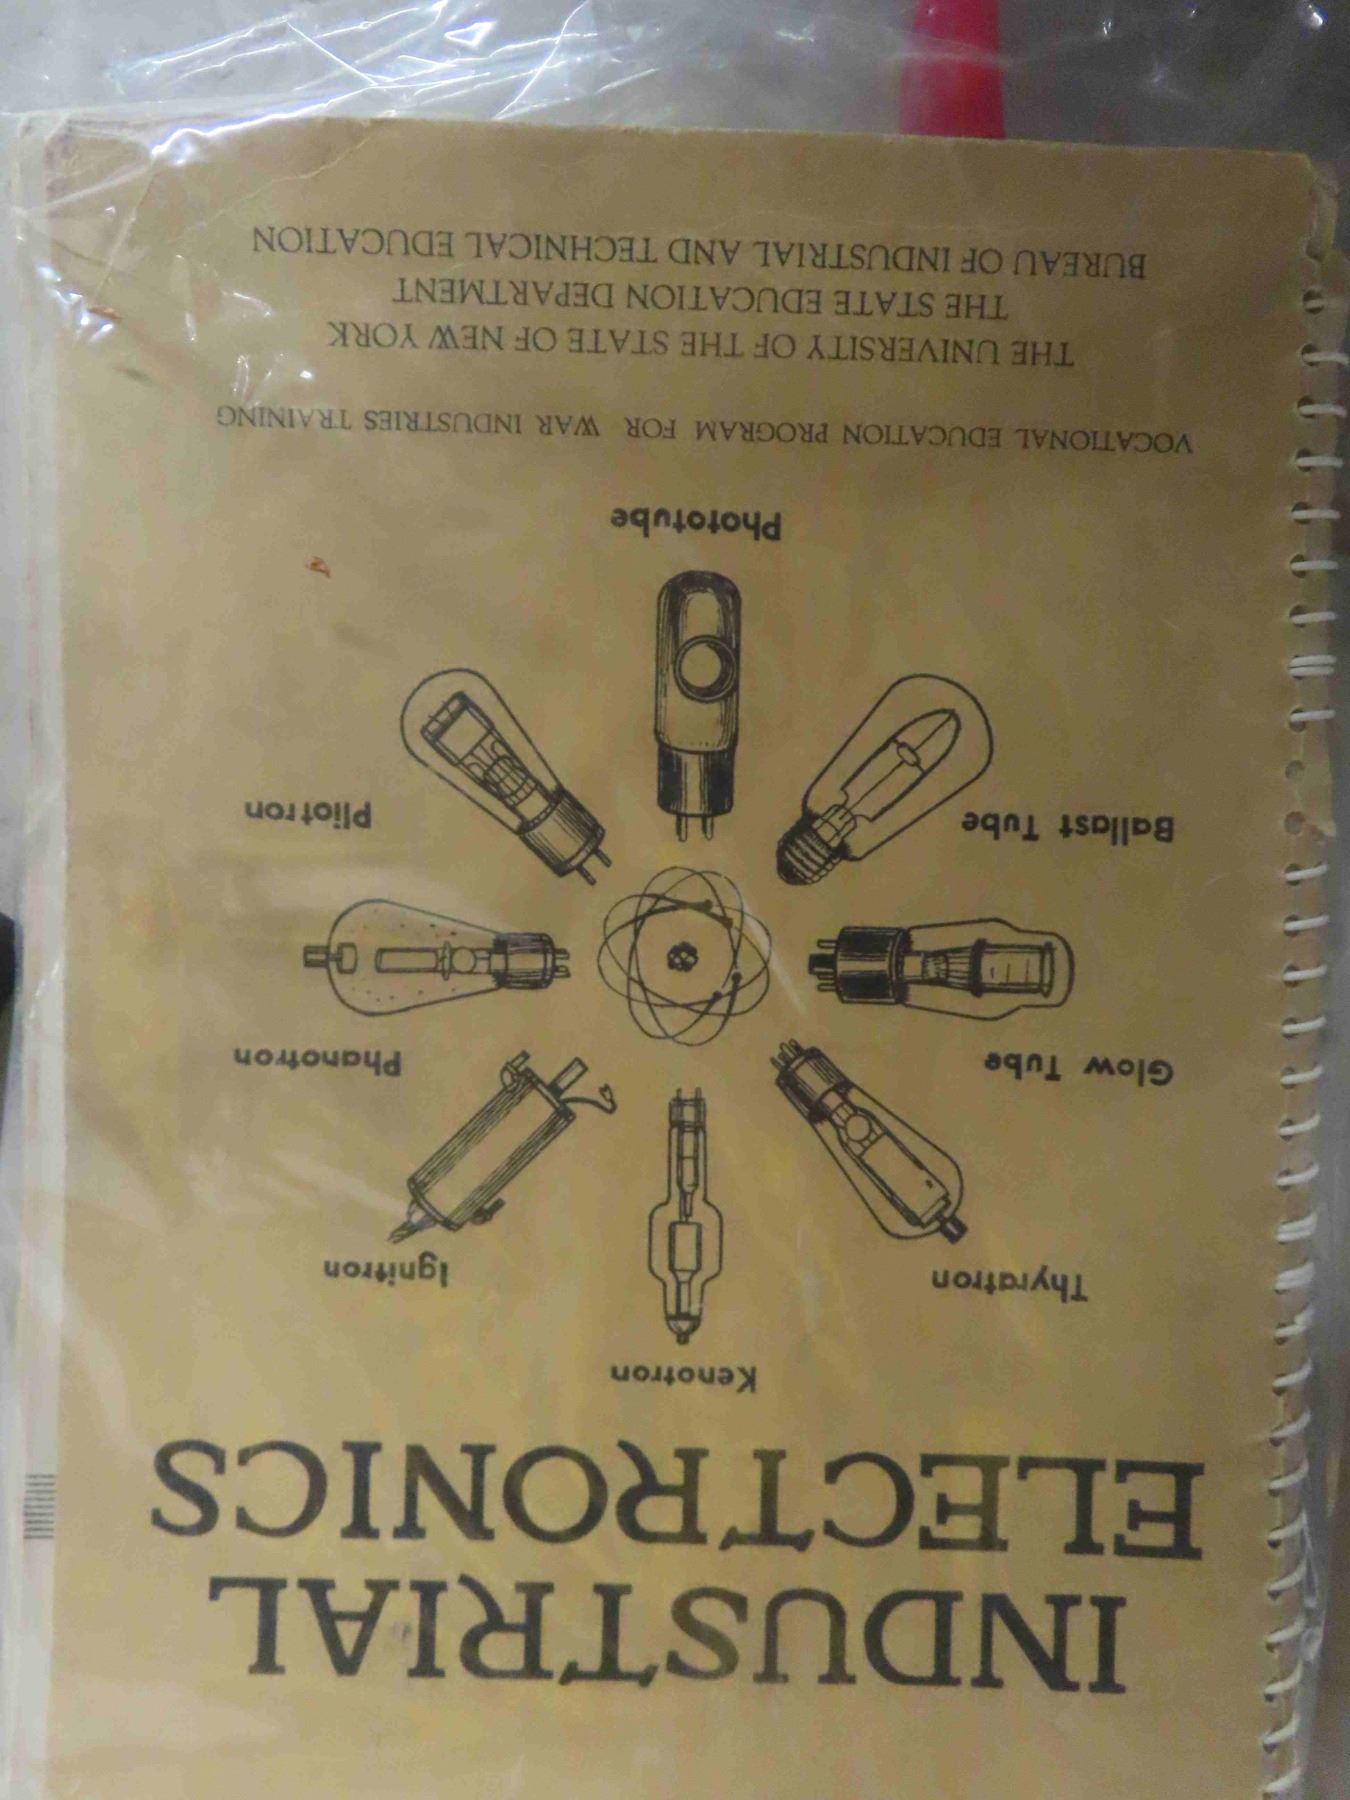 INDUSTRIAL
ELECTRONICS
Kenotron
Ignitron
Thyratron
Phanotron
Glow Tube
Pliotron
Ballast Tube
Phototube
VOCATIONAL EDUCATION PROGRAM FOR WAR INDUSTRIES TRAINING
THE UNIVERSITY OF THE STATE OF NEW YORK
THE STATE EDUCATION DEPARTMENT
BUREAU OF INDUSTRIAL AND TECHNICAL EDUCATION